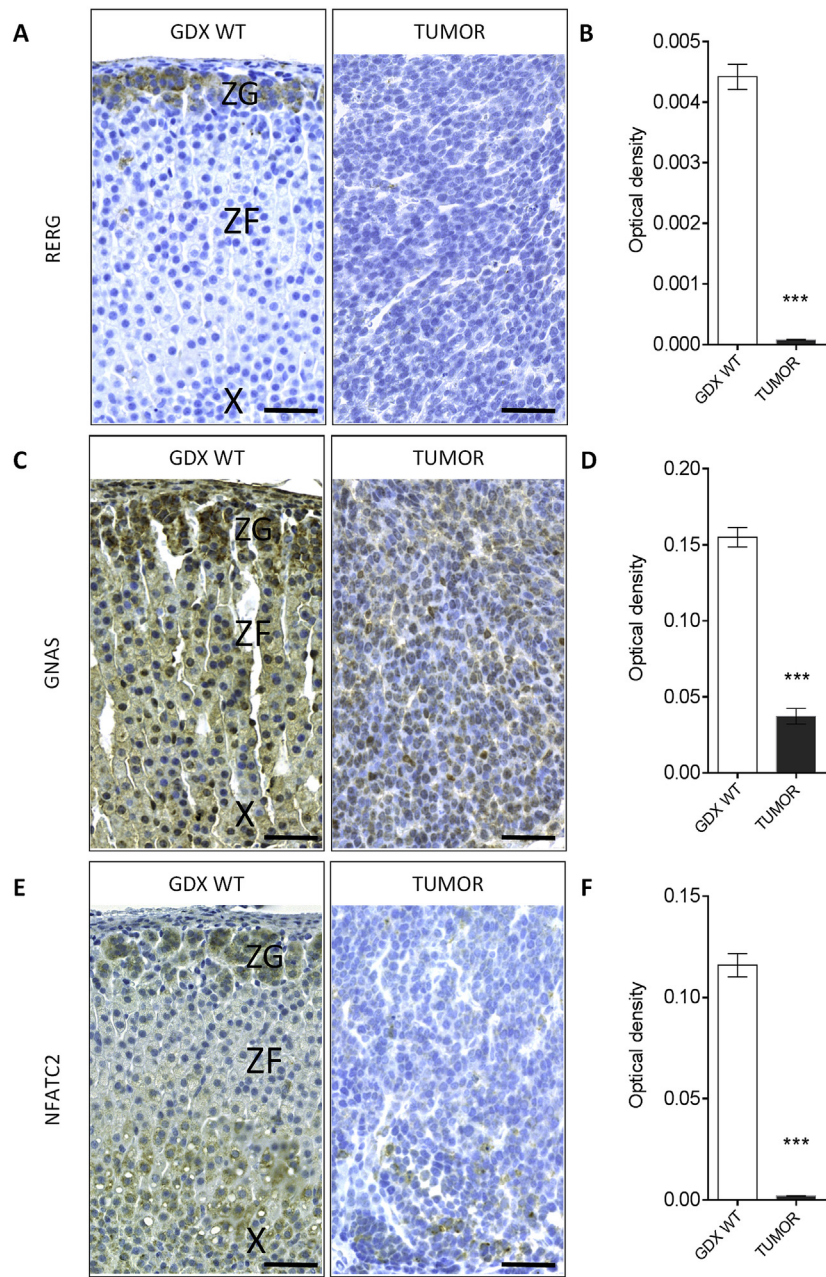 A
GDX WT
TUMOR
RERG
ZG
ZF
X
B
Optical density
0.005
0.004
0.003
0.002
0.001
0.000
***
GDX WT
TUMOR
C
GDX WT
TUMOR
GNAS
ZG
ZF
X
D
Optical density
0.20
0.15
0.10
0.05
0.00
***
GDX WT
TUMOR
E
GDX WT
TUMOR
NFATC2
ZG
ZF
X
F
Optical density
0.15
0.10
0.05
0.00
***
GDX WT
TUMOR